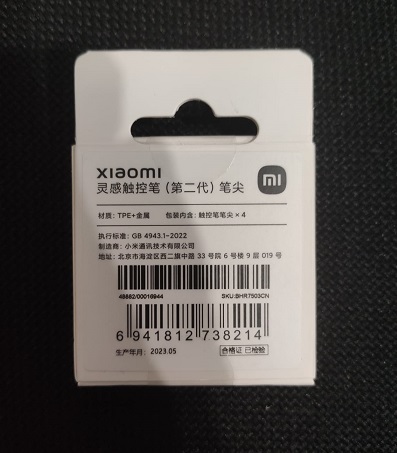 xiaomi
灵感触控笔（第二代）笔尖
mi
材质：TPE+金属 包装内含：触控笔笔尖×4
执行标准：GB 4943.1-2022
制造商：小米通讯技术有限公司
地址：北京市海淀区西二旗中路 33 号院 6 号楼 9 层 019 号
49882/00016944 SKU:BHR7503CN
6 941812 738214
生产年月：2023.05 合格证 已检验